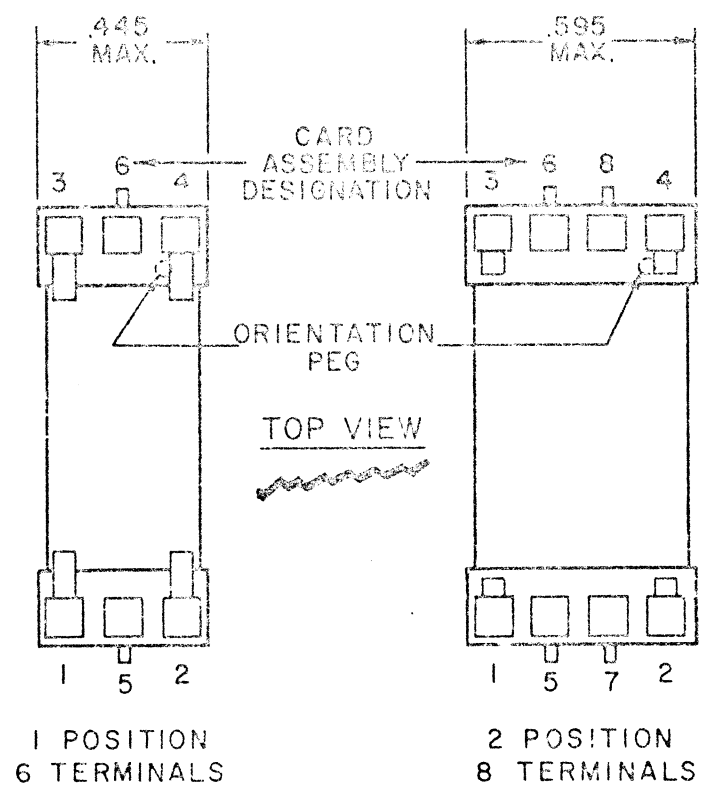 .445
MAX.
.595
MAX.
CARD
ASSEMBLY
DESIGNATION
3 6 4
3 6 8 4
ORIENTATION
PEG
TOP VIEW
1 5 2
1 5 7 2
1 POSITION
6 TERMINALS
2 POSITION
8 TERMINALS